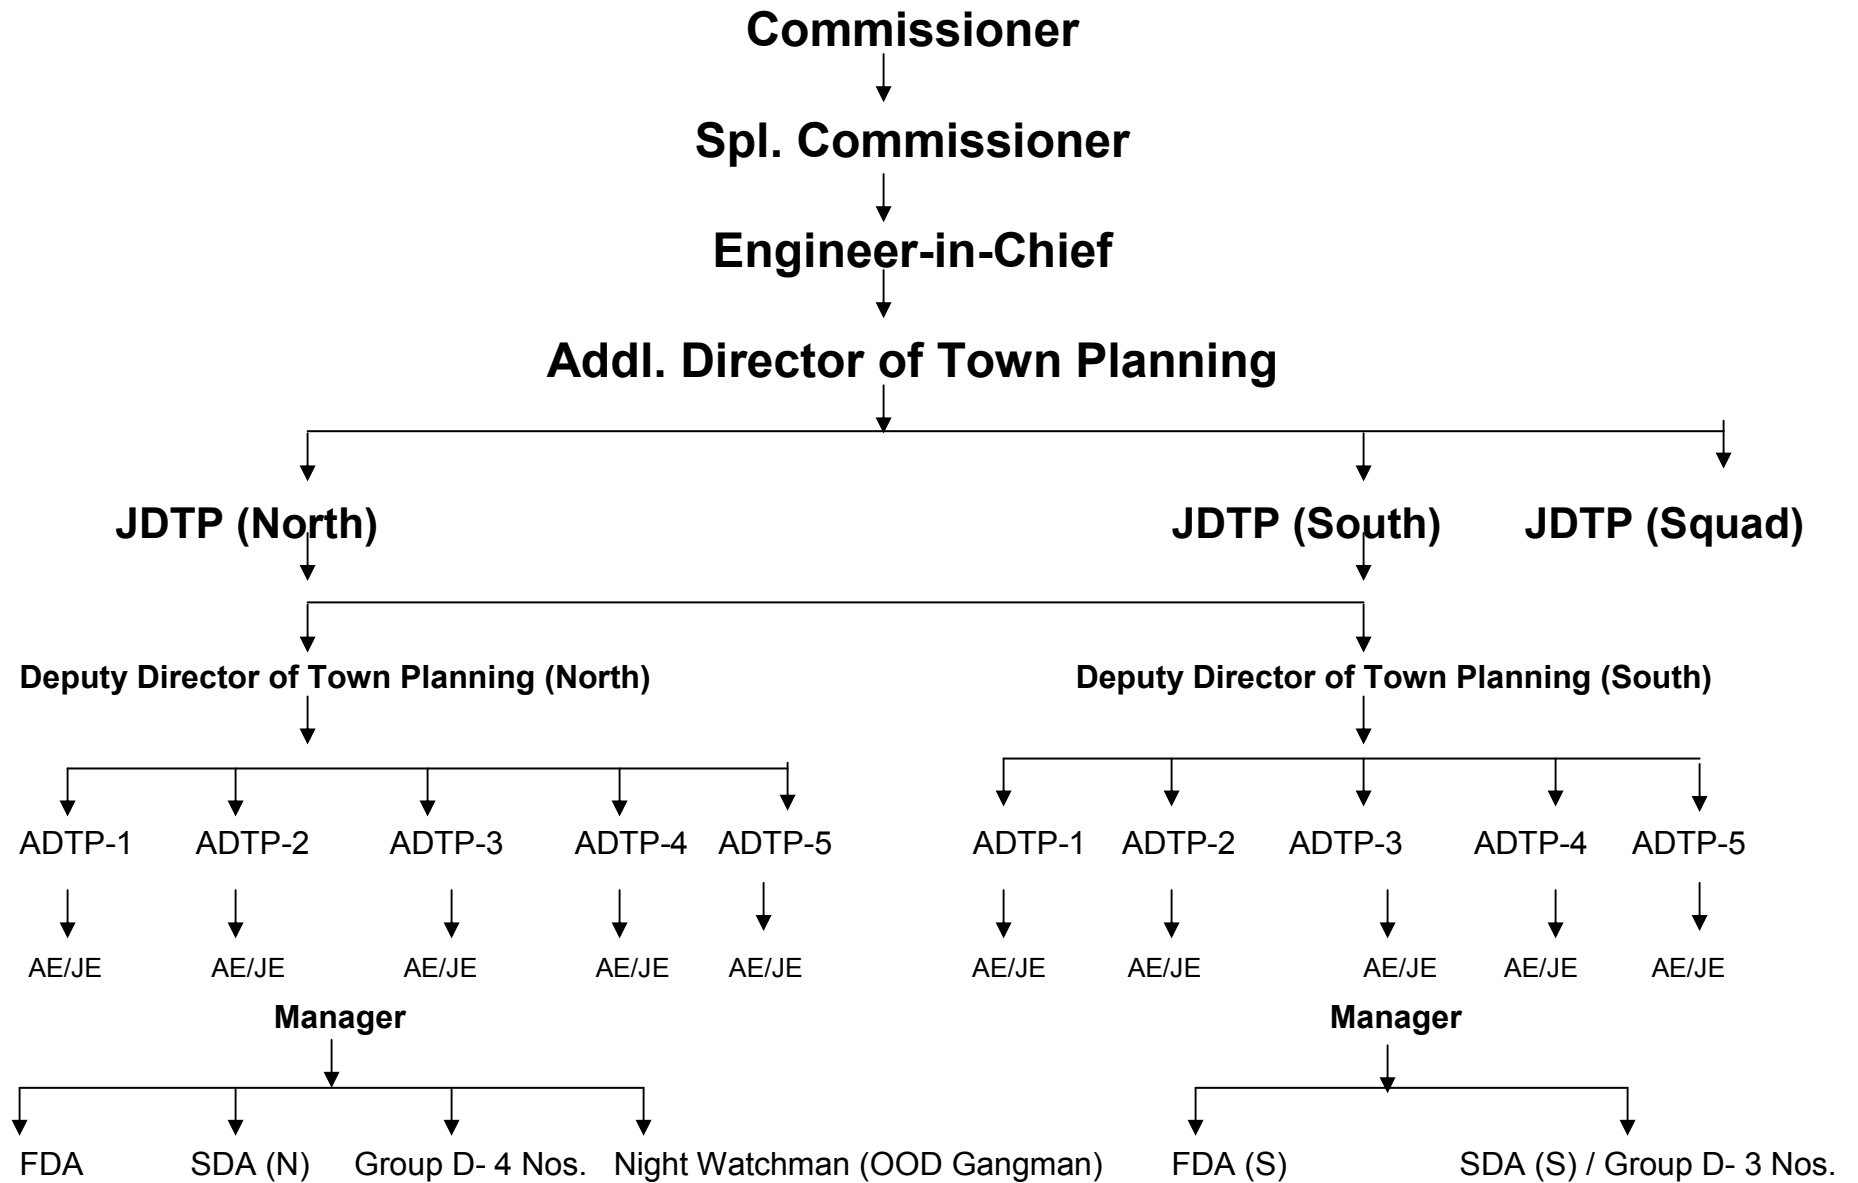 Commissioner
Spl. Commissioner
Engineer-in-Chief
Addl. Director of Town Planning
JDTP (North) JDTP (South) JDTP (Squad)
Deputy Director of Town Planning (North) Deputy Director of Town Planning (South)
ADTP-1 ADTP-2 ADTP-3 ADTP-4 ADTP-5 ADTP-1 ADTP-2 ADTP-3 ADTP-4 ADTP-5
AE/JE AE/JE AE/JE AE/JE AE/JE AE/JE AE/JE AE/JE AE/JE AE/JE
Manager Manager
FDA SDA (N) Group D- 4 Nos. Night Watchman (OOD Gangman) FDA (S) SDA (S) / Group D- 3 Nos.